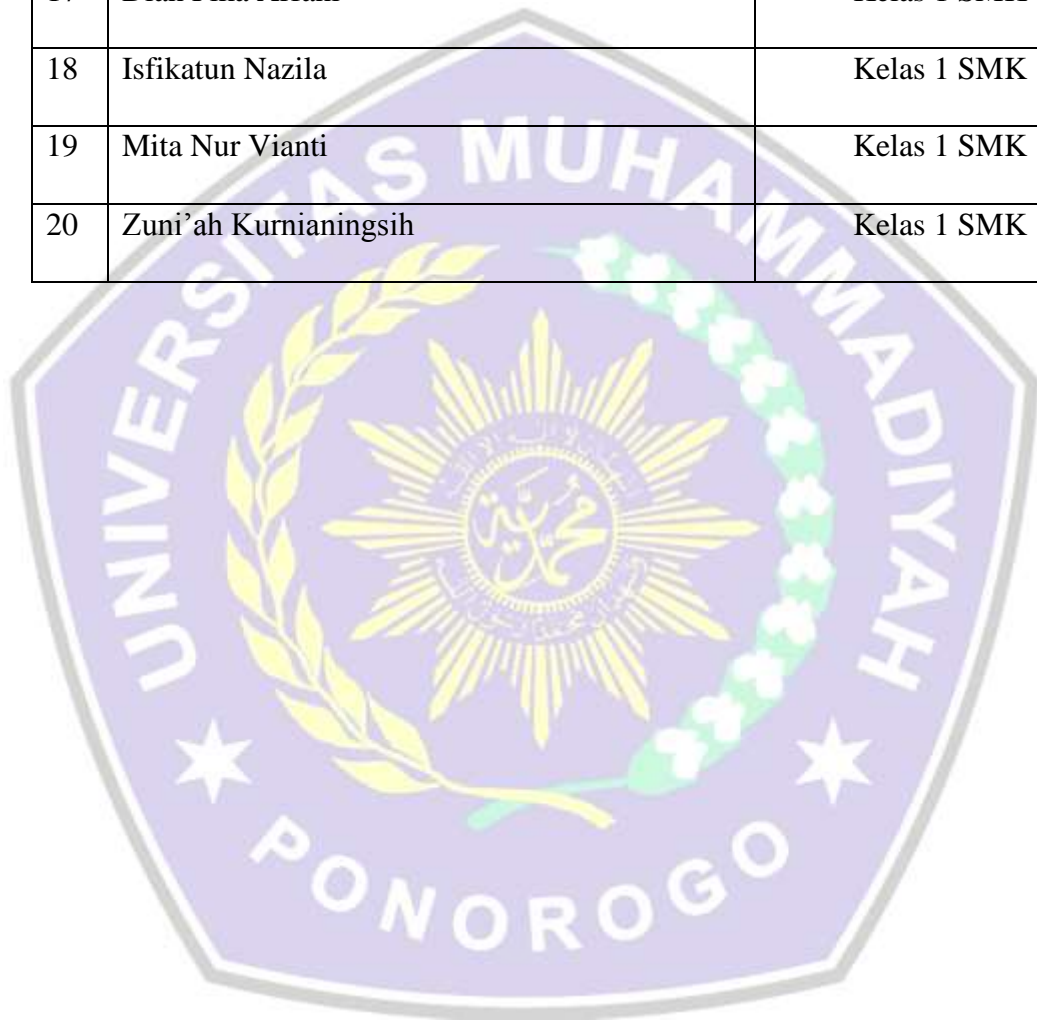 18 Isfikatun Nazila Kelas 1 SMK
19 Mita Nur Vianti Kelas 1 SMK
20 Zuni’ah Kurnianingsih Kelas 1 SMK
UNIVERSITAS MUHAMMADIYAH
PONOROGO
محمدية